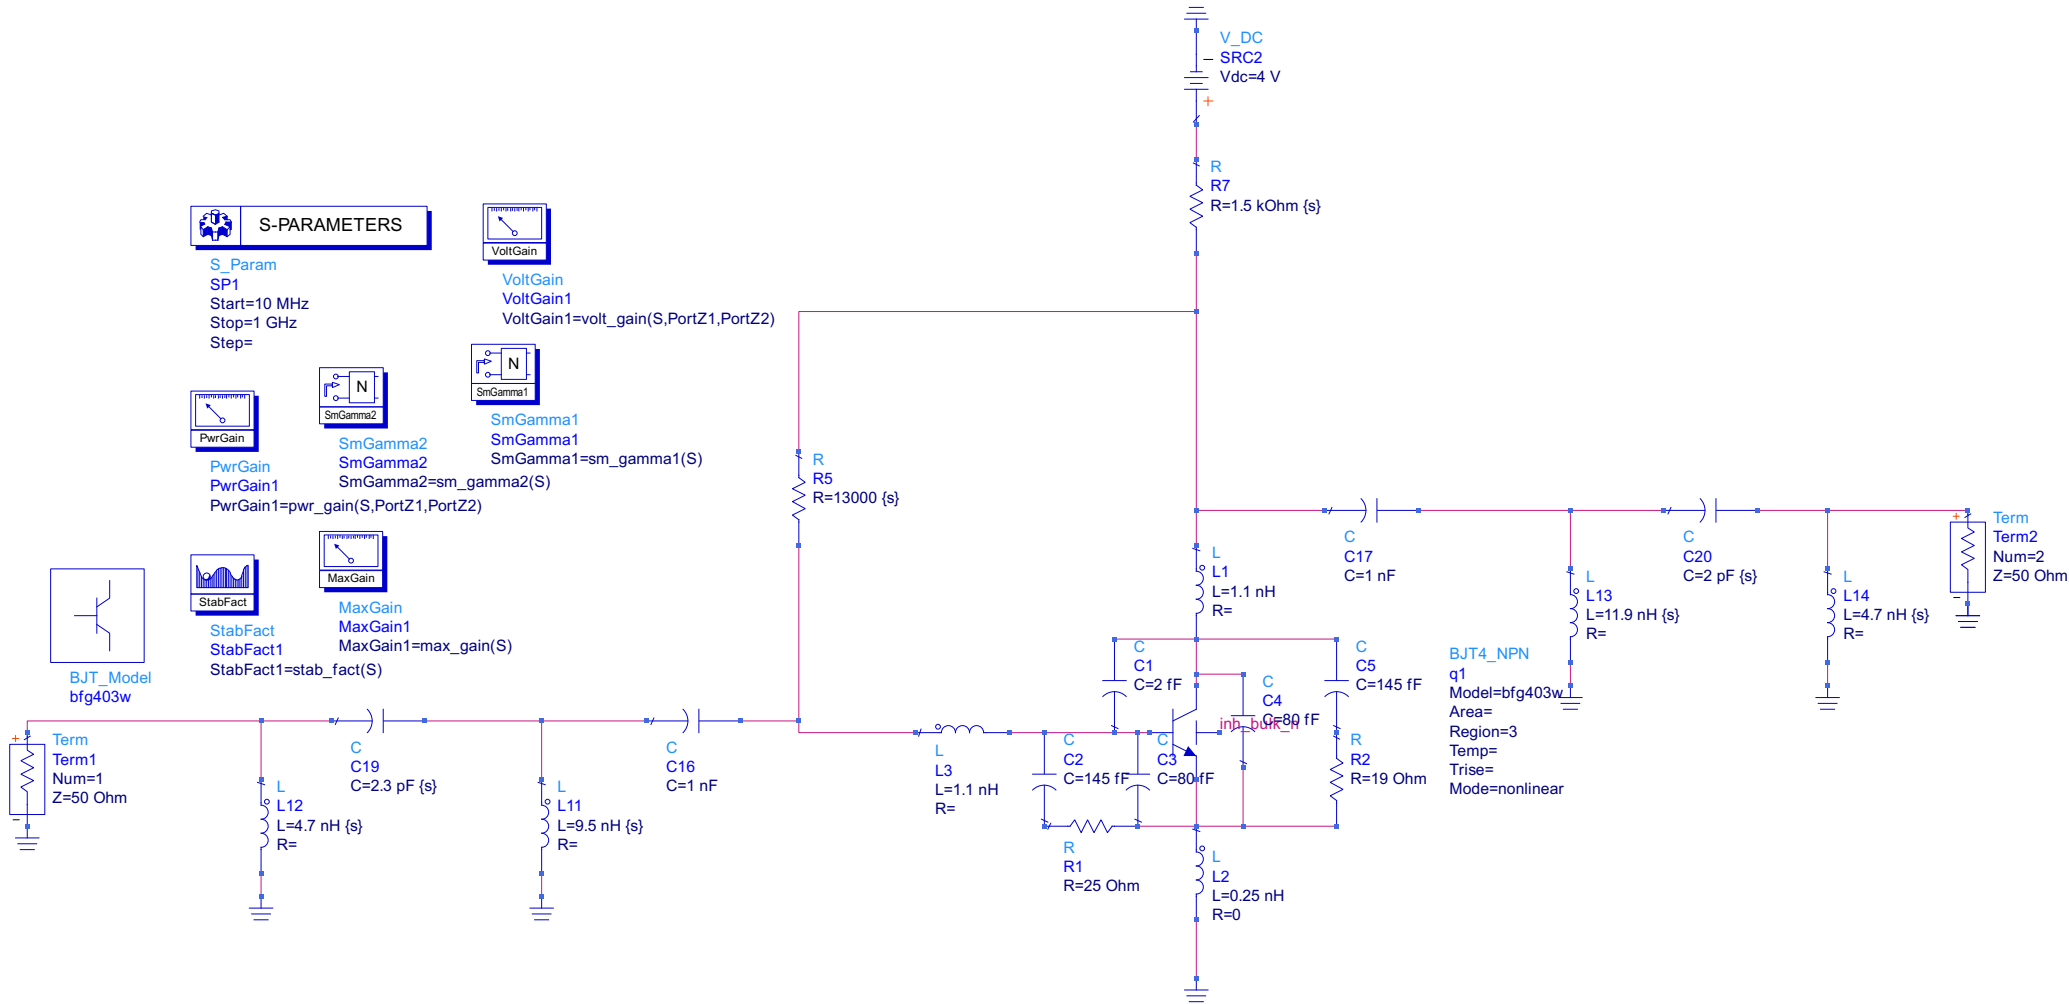 V_DC
SRC2
Vdc=4 V
R
R7
R=1.5 kOhm {s}
S-PARAMETERS
S_Param
SP1
Start=10 MHz
Stop=1 GHz
Step=
VoltGain
VoltGain
VoltGain1
VoltGain1=volt_gain(S,PortZ1,PortZ2)
N
SmGamma1
SmGamma1
SmGamma1
SmGamma1=sm_gamma1(S)
N
SmGamma2
SmGamma2
SmGamma2
SmGamma2=sm_gamma2(S)
PwrGain
PwrGain
PwrGain1
PwrGain1=pwr_gain(S,PortZ1,PortZ2)
MaxGain
MaxGain
MaxGain1
MaxGain1=max_gain(S)
StabFact
StabFact
StabFact1
StabFact1=stab_fact(S)
BJT_Model
bfg403w
R
R5
R=13000 {s}
C
C17
C=1 nF
C
C20
C=2 pF {s}
Term
Term2
Num=2
Z=50 Ohm
L
L13
L=11.9 nH {s}
R=
L
L14
L=4.7 nH {s}
R=
L
L1
L=1.1 nH
R=
C
C1
C=2 fF
C
C5
C=145 fF
C
C4
C=80 fF
inh_bulk_n
BJT4_NPN
q1
Model=bfg403w
Area=
Region=3
Temp=
Trise=
Mode=nonlinear
Term
Term1
Num=1
Z=50 Ohm
C
C19
C=2.3 pF {s}
C
C16
C=1 nF
L
L12
L=4.7 nH {s}
R=
L
L11
L=9.5 nH {s}
R=
L
L3
L=1.1 nH
R=
C
C2
C=145 fF
C
C3
C=80 fF
R
R2
R=19 Ohm
R
R1
R=25 Ohm
L
L2
L=0.25 nH
R=0